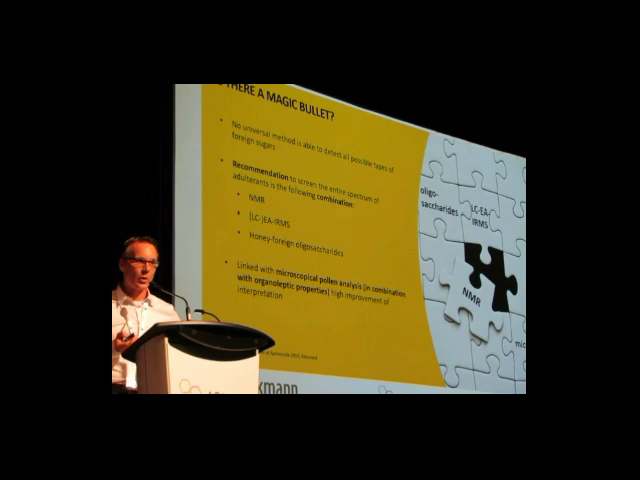 THERE A MAGIC BULLET?
• No universal method is able to detect all possible types of
foreign sugars
• Recommendation to screen the entire spectrum of
adulterants is the following combination:
• NMR
• (LC-)EA-IRMS
• Honey-foreign oligosaccharides
• Linked with microscopical pollen analysis (in combination
with organoleptic properties) high improvement of
interpretation
oligo-
saccharides
LC-EA-
IRMS
NMR
mic
kmann